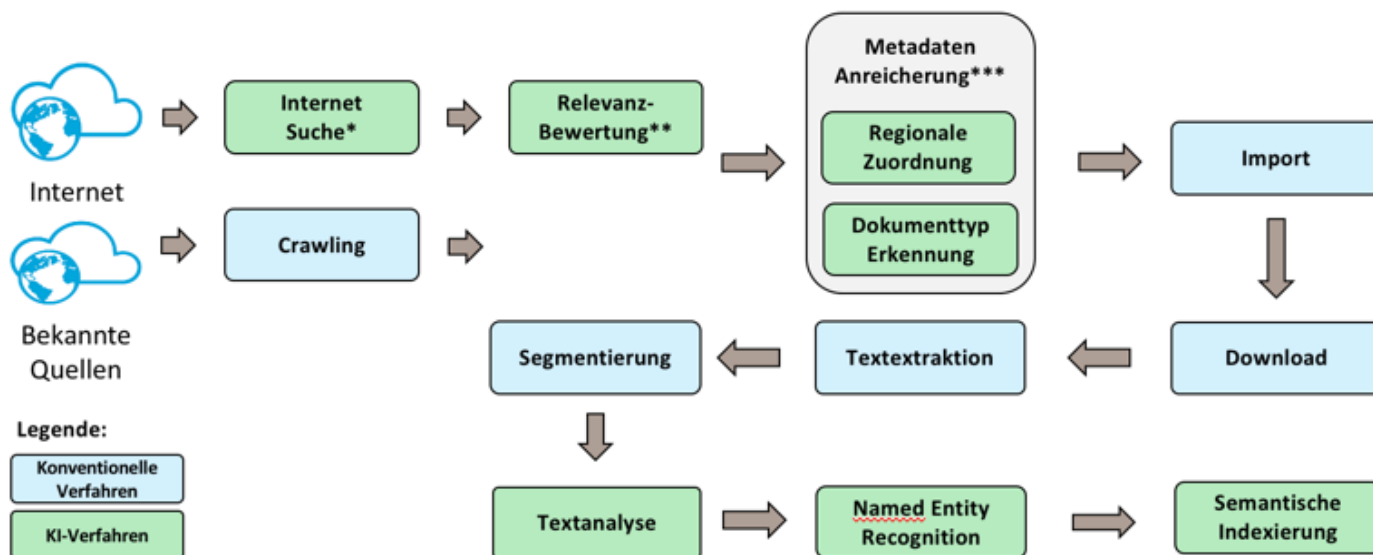 Internet
Internet
Suche*
Relevanz-
Bewertung**
Metadaten
Anreicherung***
Regionale
Zuordnung
Dokumenttyp
Erkennung
Import
Bekannte
Quellen
Crawling
Segmentierung
Textextraktion
Download
Legende:
Konventionelle
Verfahren
KI-Verfahren
Textanalyse
Named Entity
Recognition
Semantische
Indexierung